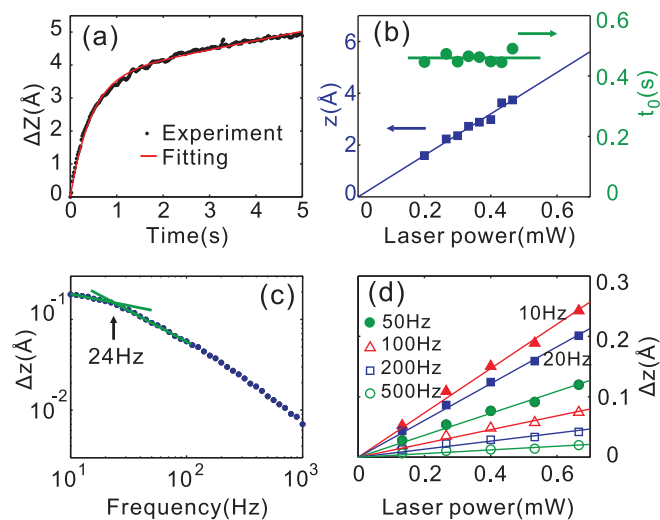 (a)
ΔZ(Å)
5
4
3
2
1
0
Experiment
Fitting
0 1 2 3 4 5
Time(s)
(b)
z(Å)
6
4
2
0
t0(s)
0.6
0.4
0.2
0
0 0.2 0.4 0.6
Laser power(mW)
(c)
Δz(Å)
10-1
10-2
24Hz
101 102 103
Frequency(Hz)
(d)
50Hz
100Hz
200Hz
500Hz
10Hz
20Hz
Δz(Å)
0.3
0.2
0.1
0
0 0.2 0.4 0.6
Laser power(mW)